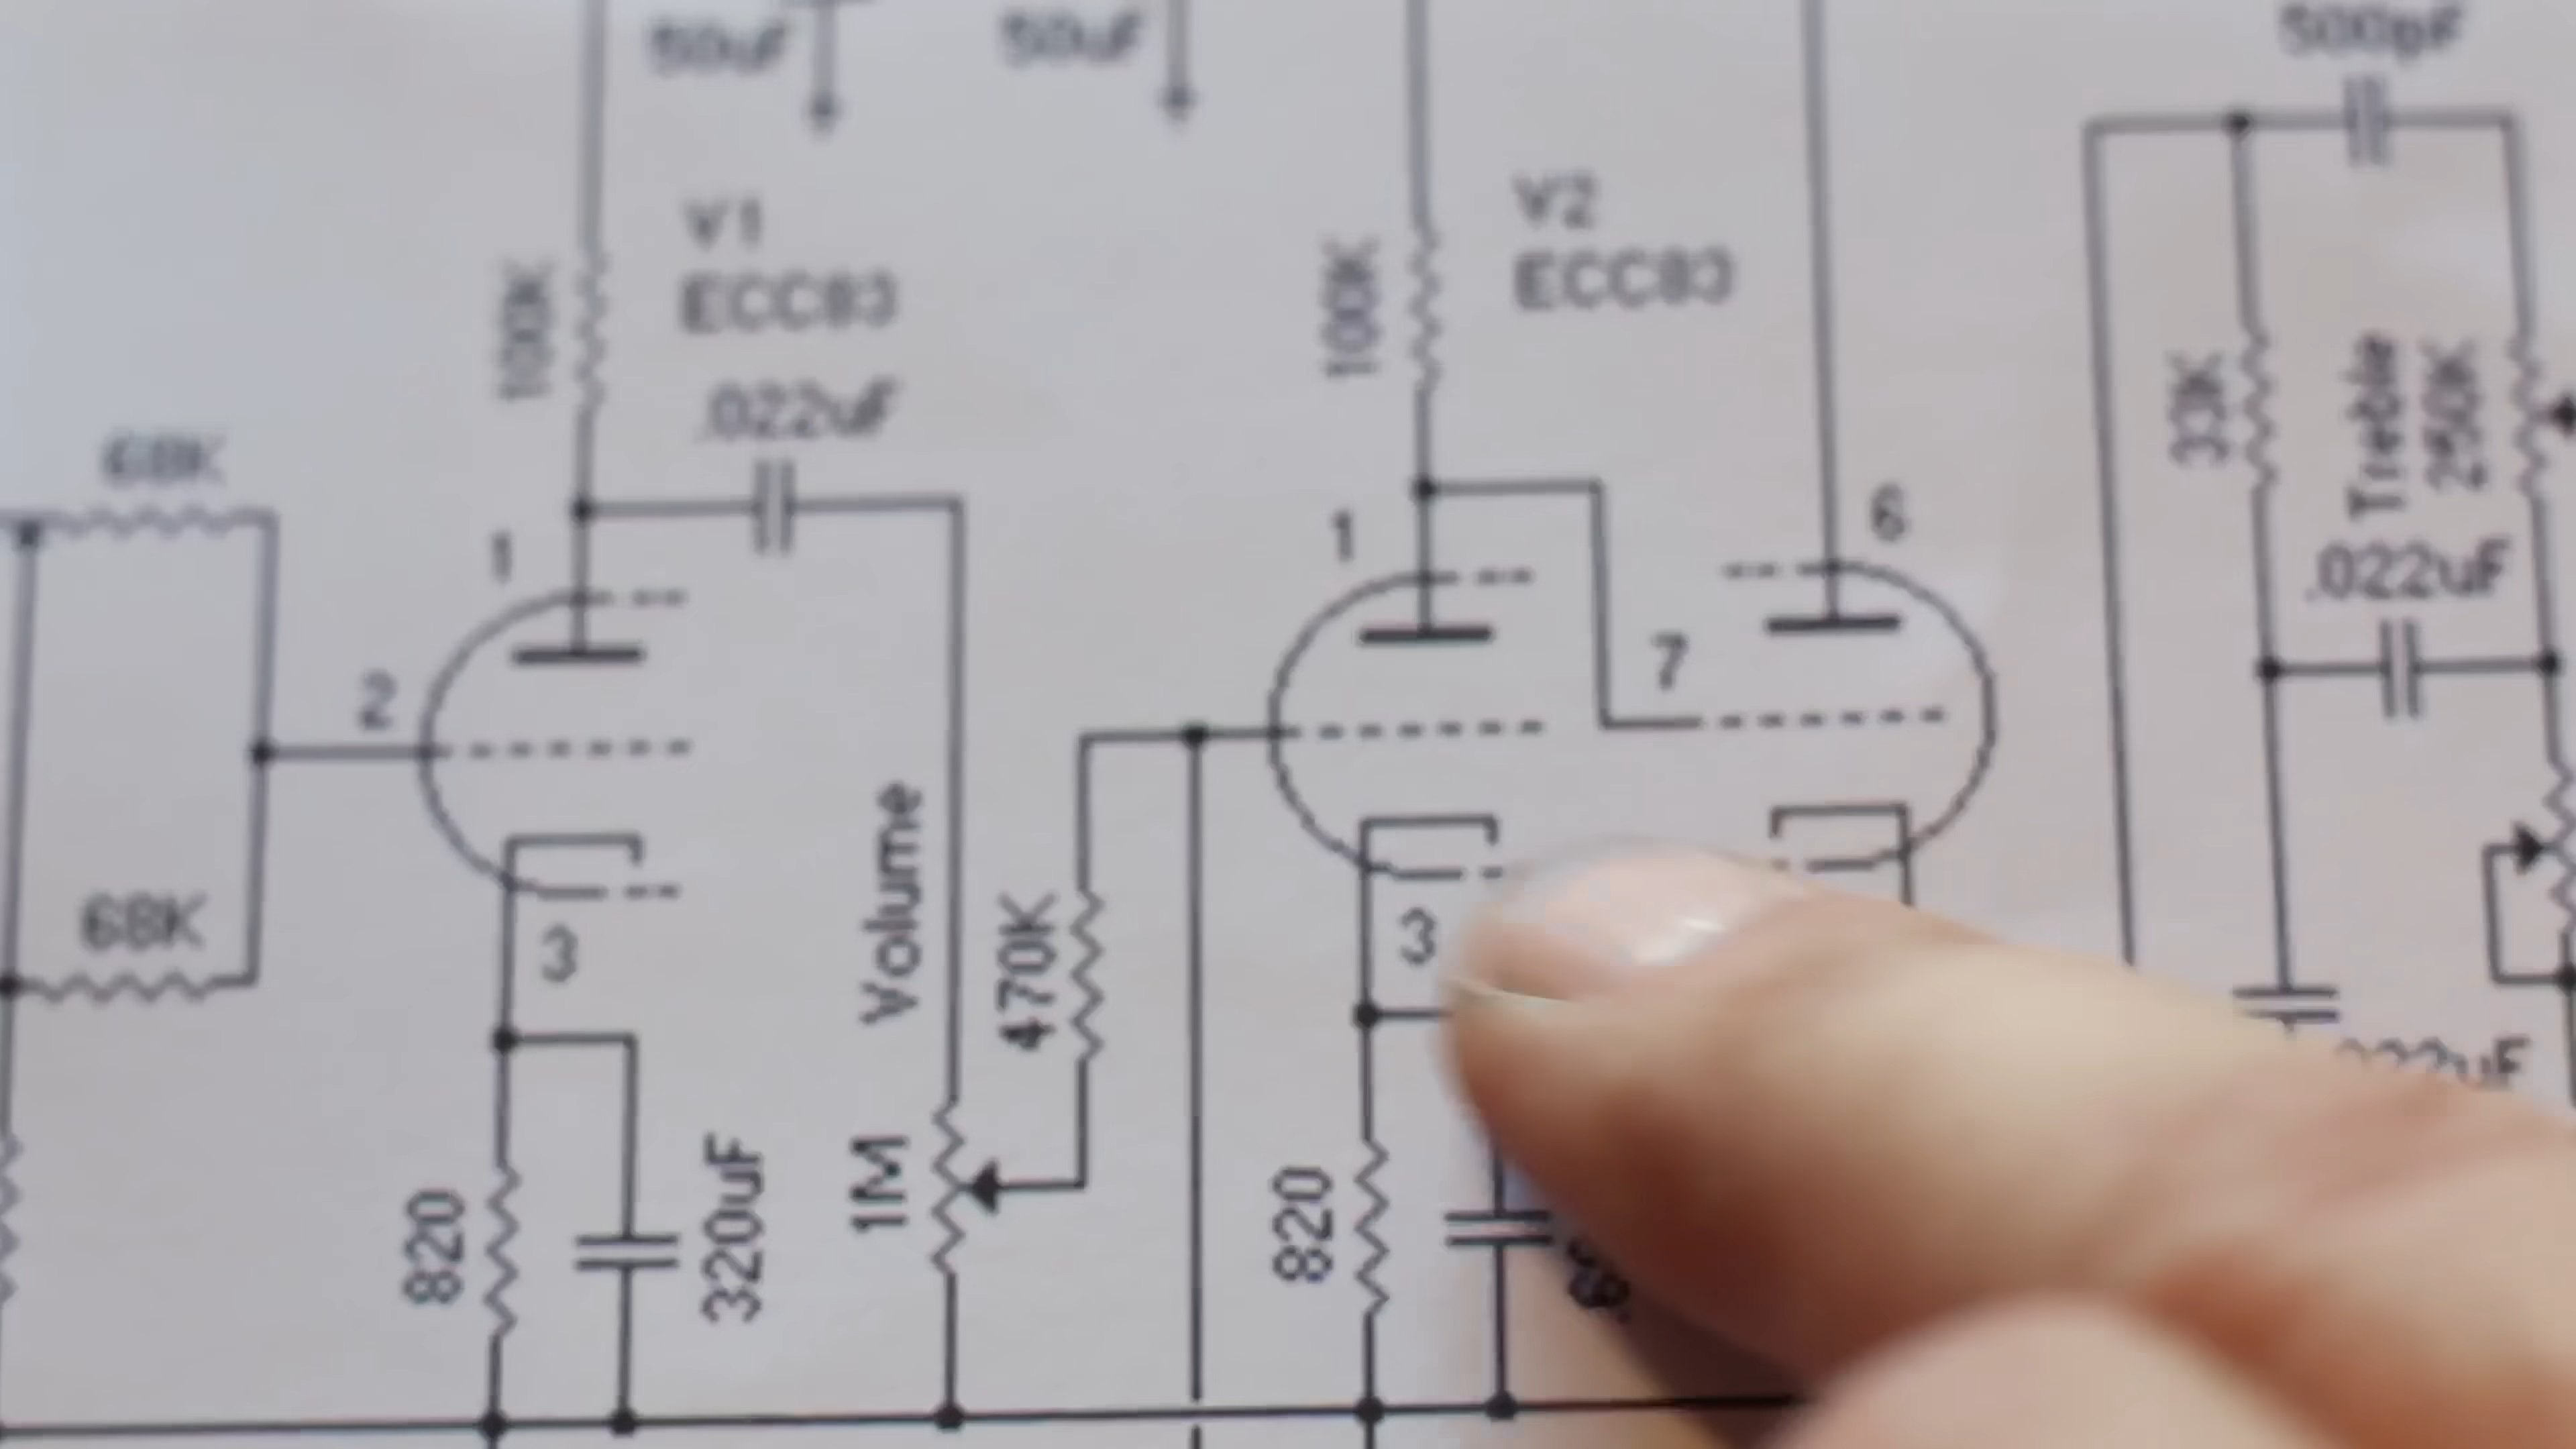 50uF
50uF
500pF
V1
ECC83
V2
ECC83
100K
100K
.022uF
68K
33K
Treble
250K
.022uF
1
1
6
2
7
68K
3
Volume
470K
3
820
320uF
1M
820